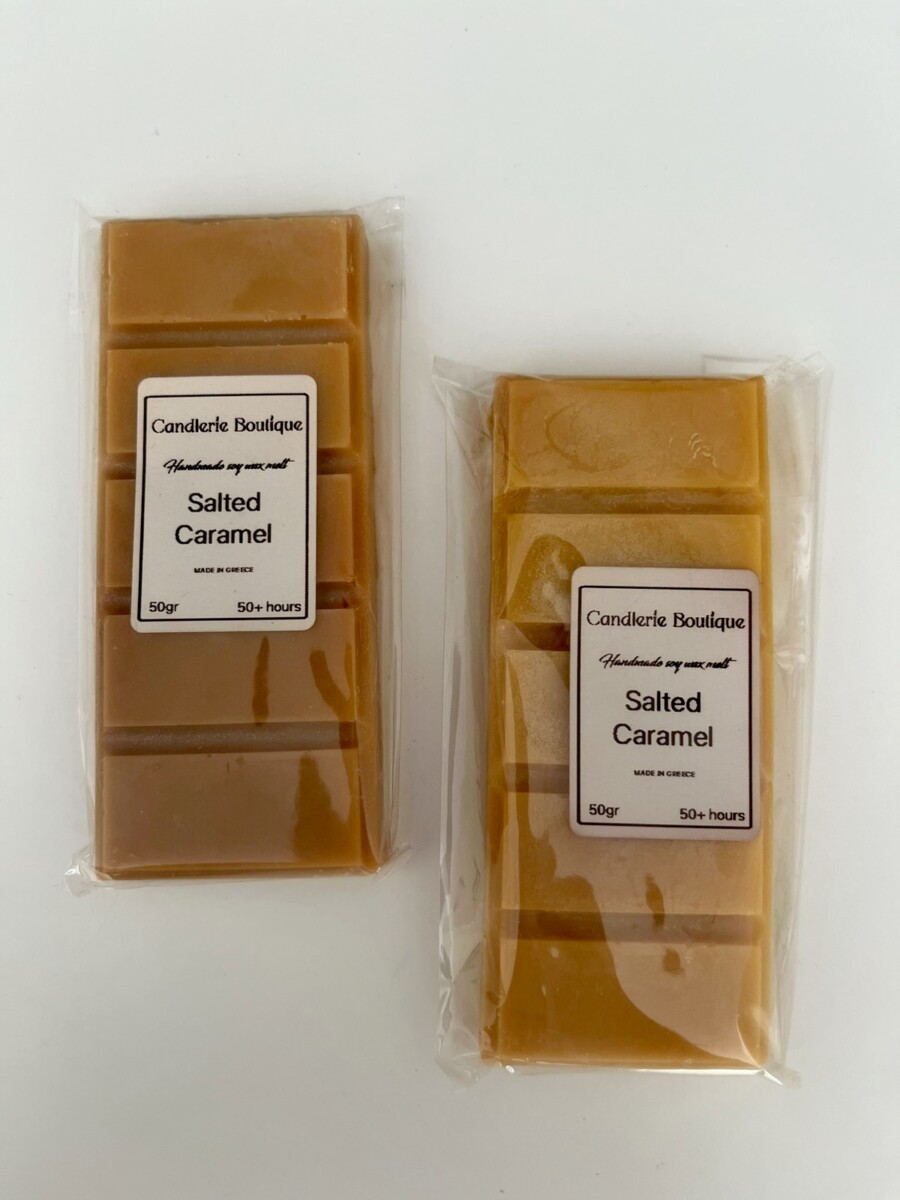 Candlerie Boutique
Handmade soy wax melt
Salted
Caramel
MADE IN GREECE
50gr 50+ hours
Candlerie Boutique
Handmade soy wax melt
Salted
Caramel
MADE IN GREECE
50gr 50+ hours